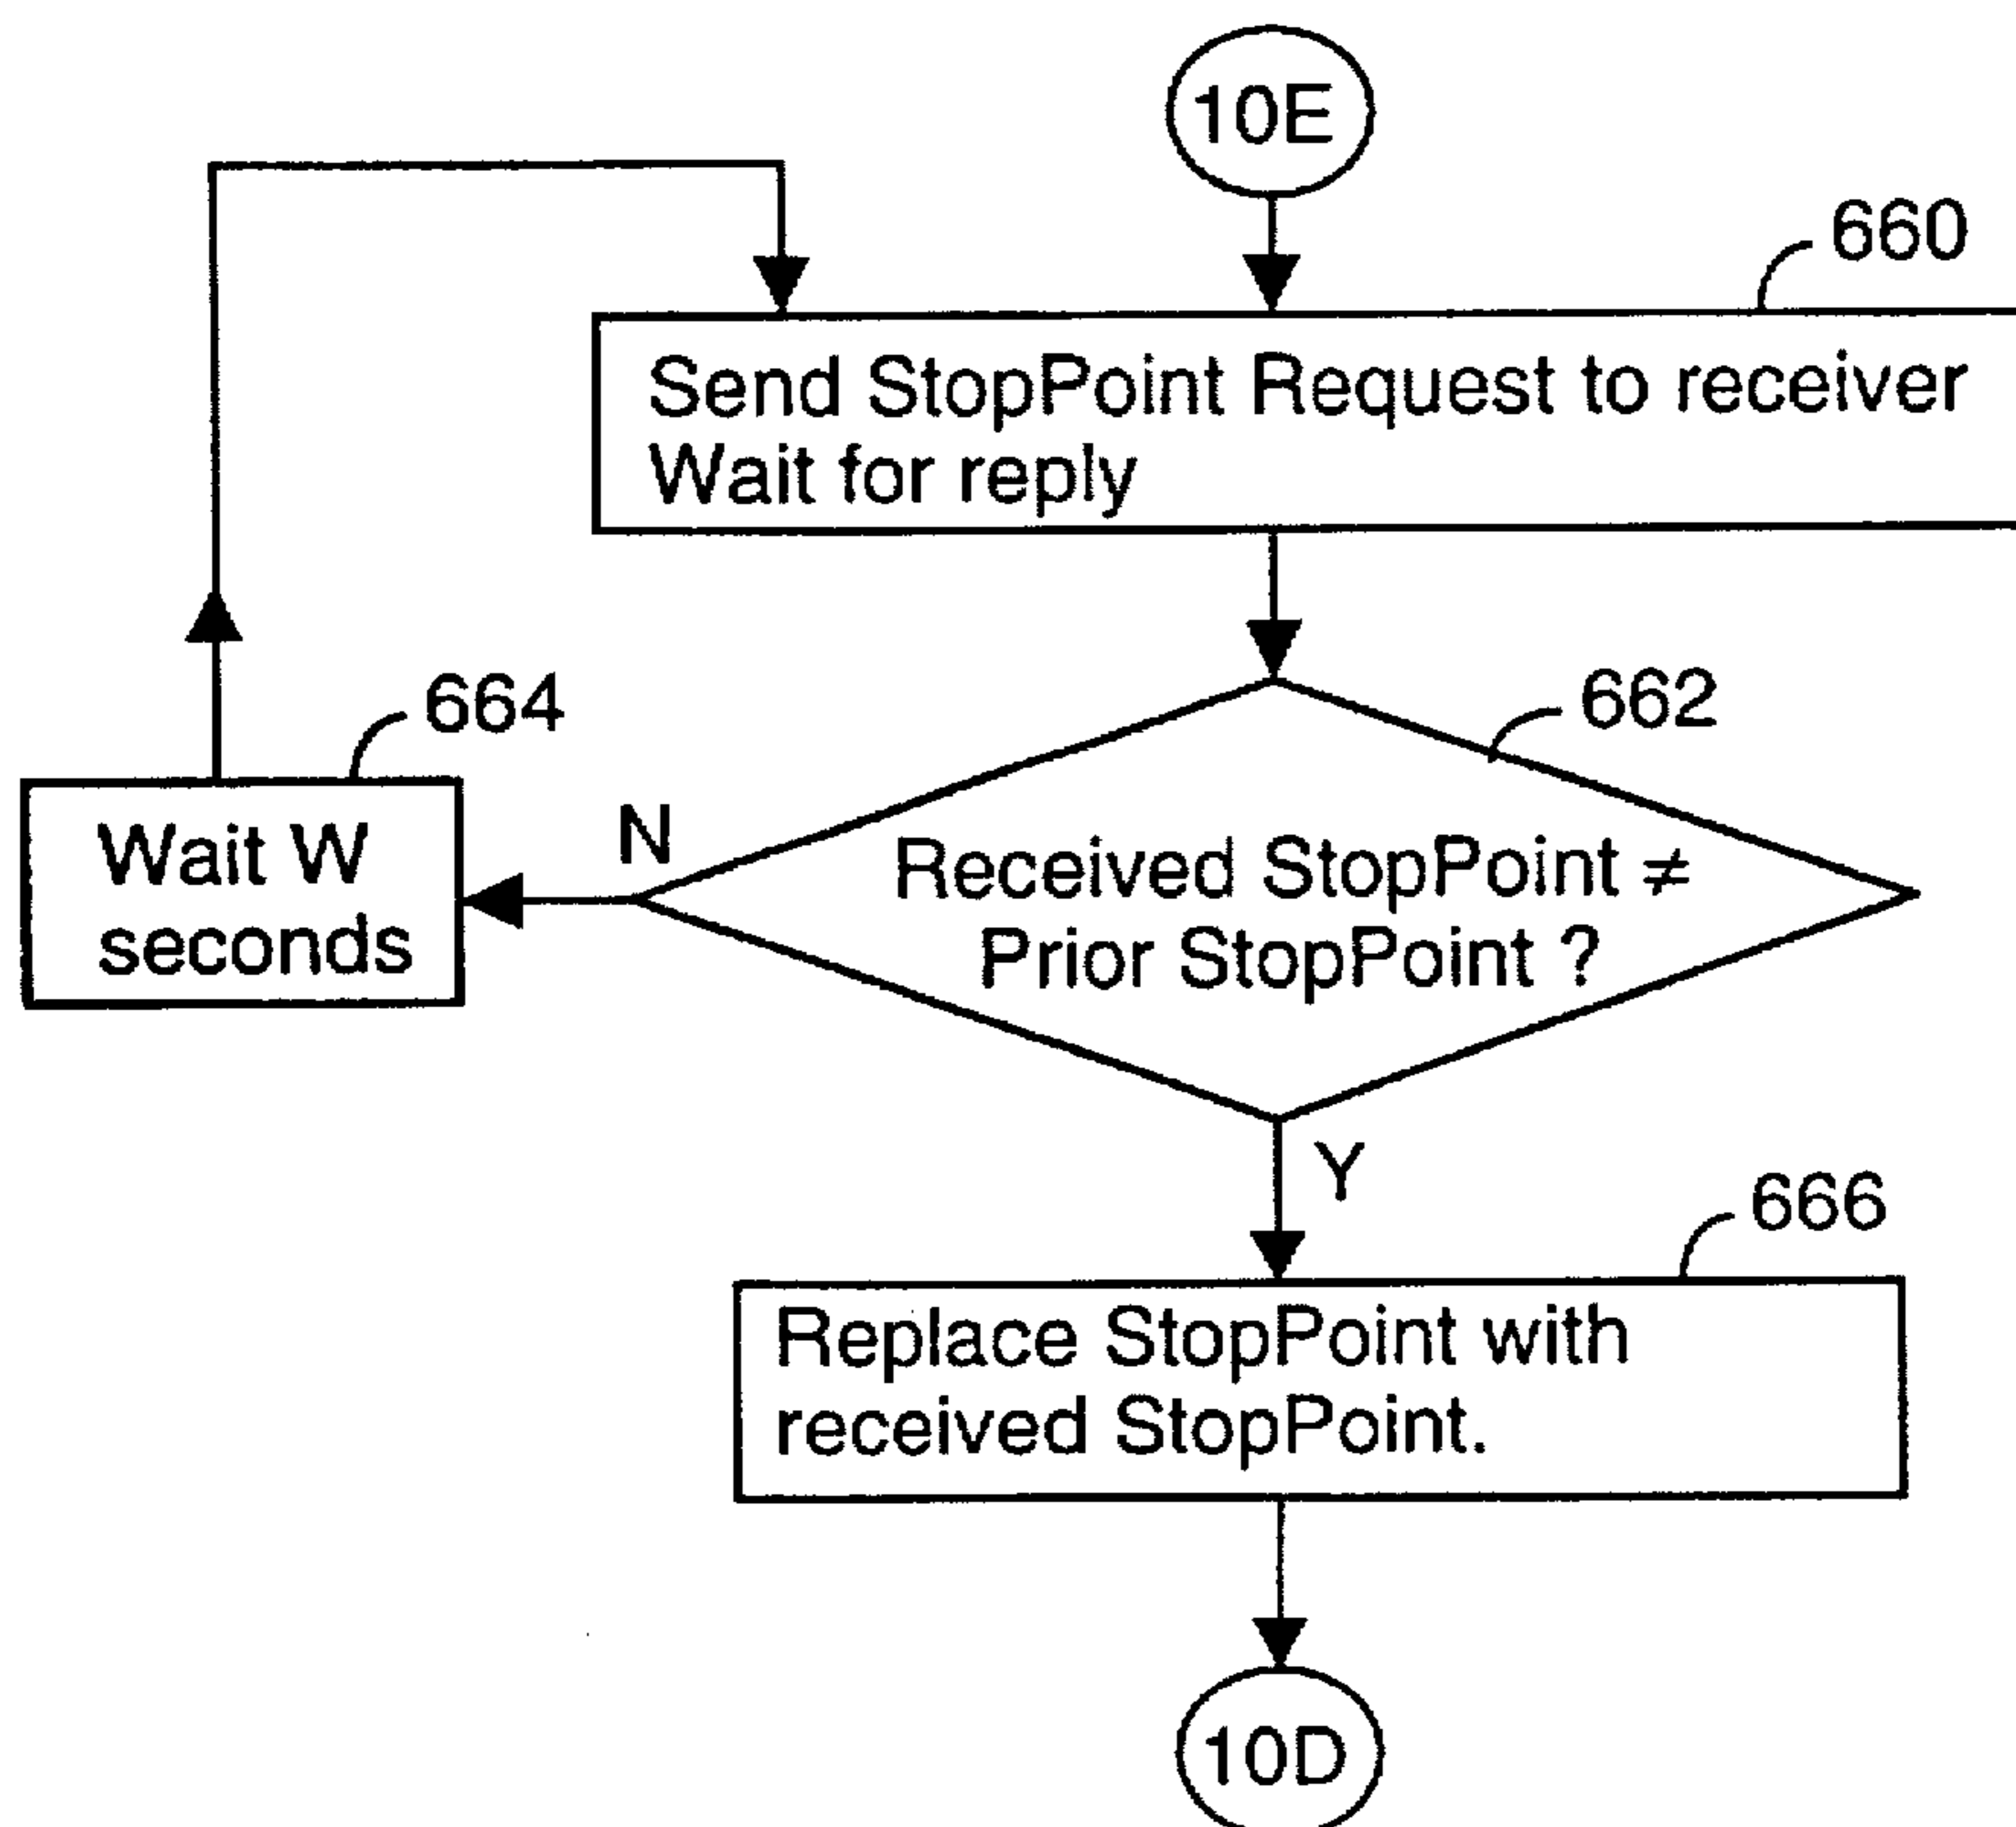 10E
660
Send StopPoint Request to receiver
Wait for reply
664
662
Wait W
seconds
N
Received StopPoint ≠
Prior StopPoint ?
Y
666
Replace StopPoint with
received StopPoint.
10D